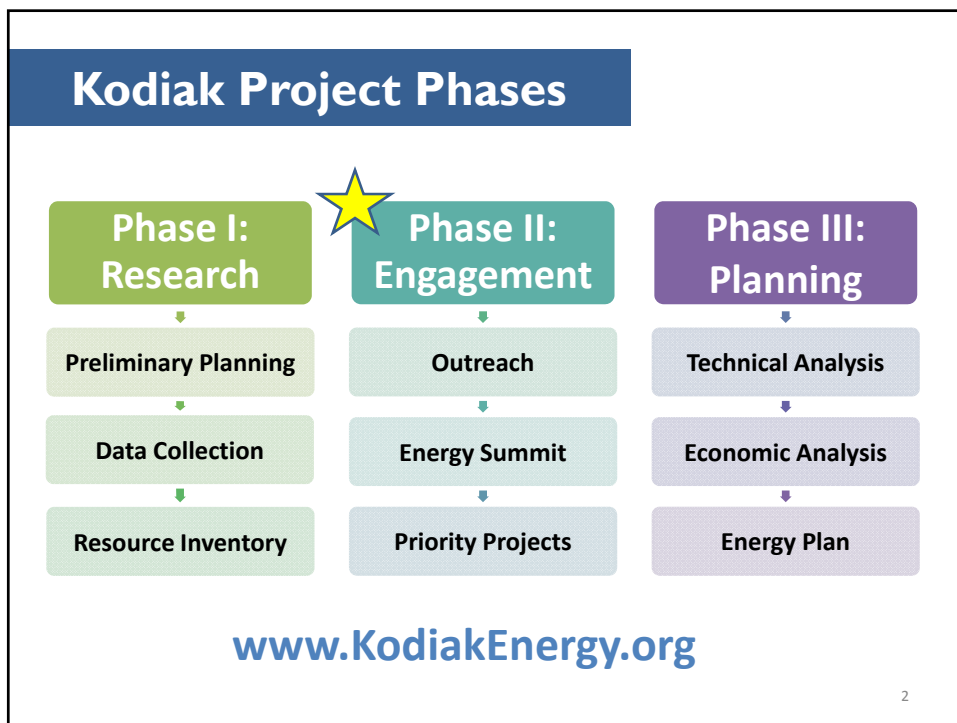 Kodiak Project Phases
Phase I:
Research
Preliminary Planning
Data Collection
Resource Inventory
Phase II:
Engagement
Outreach
Energy Summit
Priority Projects
Phase III:
Planning
Technical Analysis
Economic Analysis
Energy Plan
www.KodiakEnergy.org
2